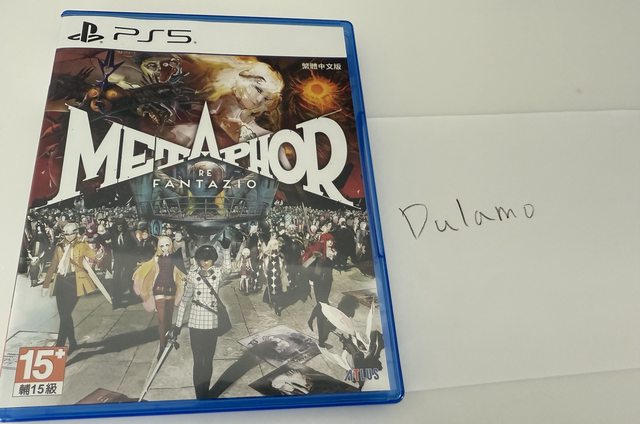 PS5
繁體中文版
METAPHOR
RE
FANTAZIO
Dulamo
15+
輔15級
ATLUS